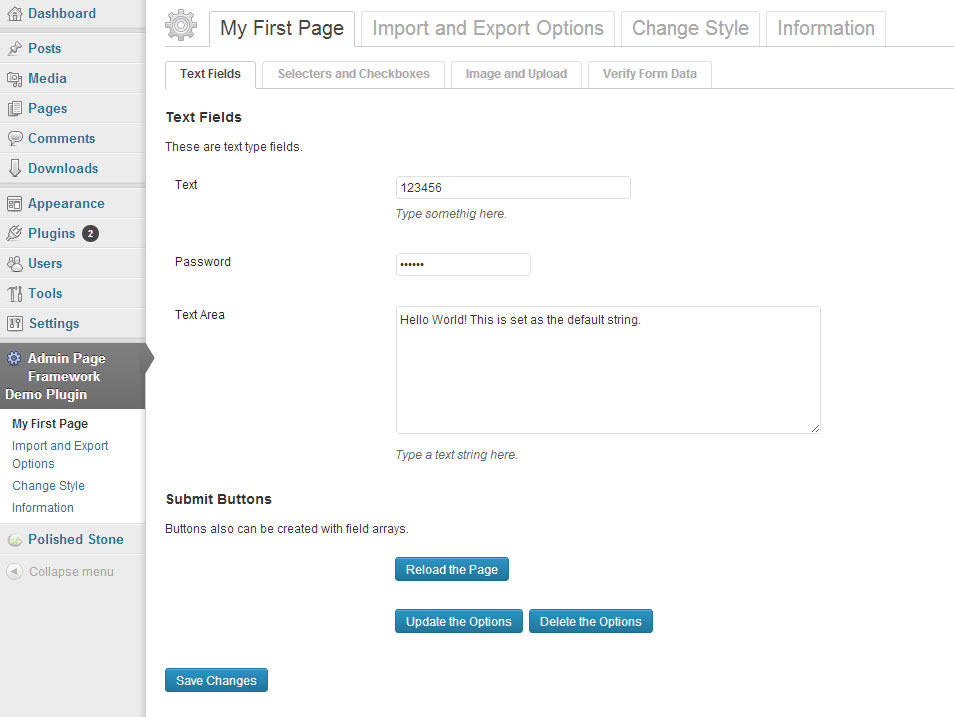 Dashboard
Posts
Media
Pages
Comments
Downloads
Appearance
Plugins 2
Users
Tools
Settings
Admin Page
Framework
Demo Plugin
My First Page
Import and Export
Options
Change Style
Information
Polished Stone
Collapse menu
My First Page Import and Export Options Change Style Information
Text Fields Selecters and Checkboxes Image and Upload Verify Form Data
Text Fields
These are text type fields.
Text 123456
Type somethig here.
Password ••••••
Text Area Hello World! This is set as the default string.
Type a text string here.
Submit Buttons
Buttons also can be created with field arrays.
Reload the Page
Update the Options Delete the Options
Save Changes